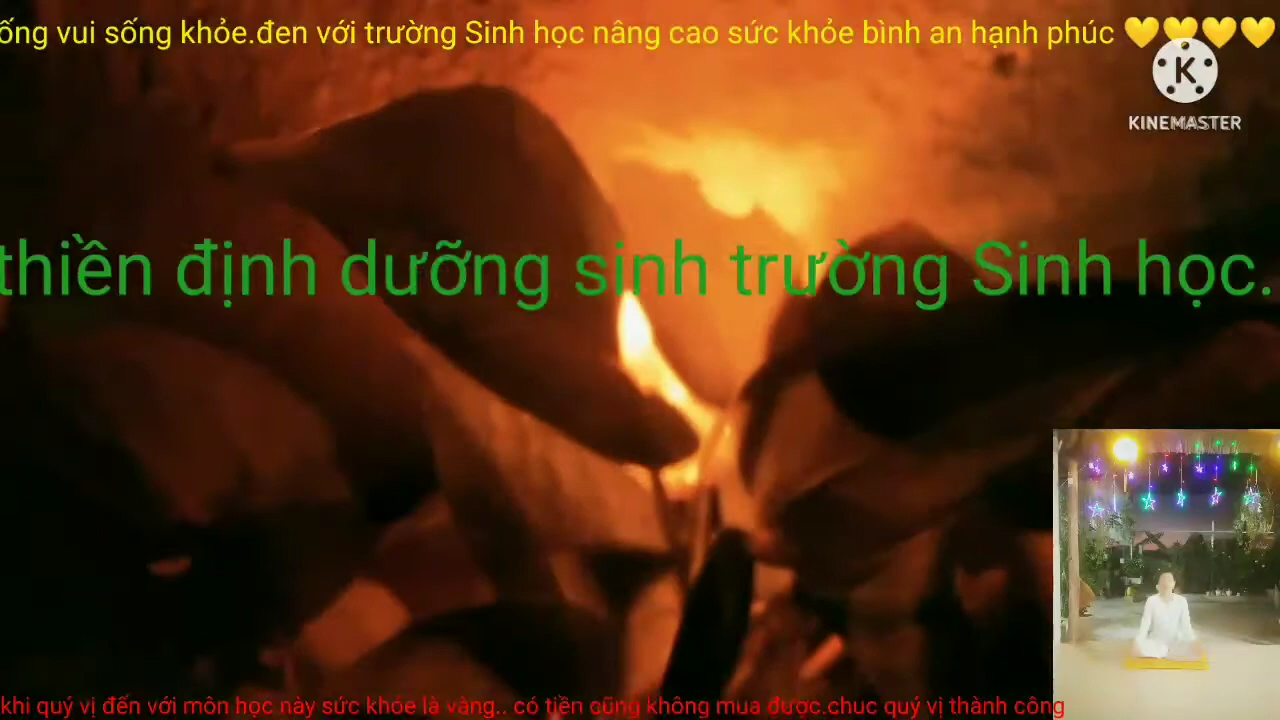 ống vui sống khỏe.đen với trường Sinh học nâng cao sức khỏe bình an hạnh phúc 💛💛💛💛
KINEMASTER
thiền định dưỡng sinh trường Sinh học.
khi quý vị đến với môn học này sức khóe là vàng.. có tiền cũng không mua được.chuc quý vị thành công